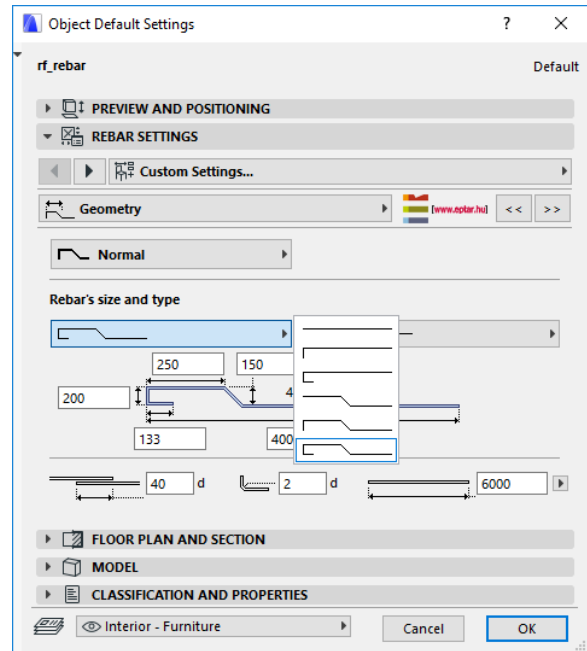 Object Default Settings ? ×
rf_rebar Default
PREVIEW AND POSITIONING
REBAR SETTINGS
Custom Settings...
Geometry [www.eptar.hu] << >>
Normal
Rebar's size and type
250 150
200 4
133 400
40 d 2 d 6000
FLOOR PLAN AND SECTION
MODEL
CLASSIFICATION AND PROPERTIES
Interior - Furniture Cancel OK